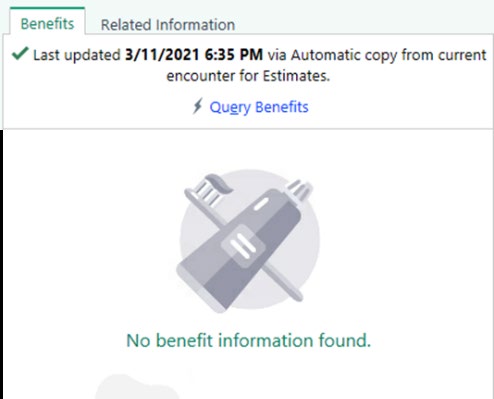 Benefits Related Information
Last updated 3/11/2021 6:35 PM via Automatic copy from current
encounter for Estimates.
Query Benefits
No benefit information found.